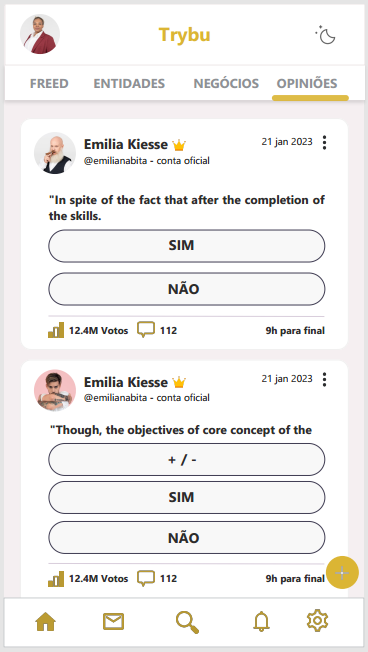 Trybu
FREED ENTIDADES NEGÓCIOS OPINIÕES
Emilia Kiesse
21 jan 2023
@emilianabita - conta oficial
"In spite of the fact that after the completion of
the skills.
SIM
NÃO
12.4M Votos 112 9h para final
Emilia Kiesse
21 jan 2023
@emilianabita - conta oficial
"Though, the objectives of core concept of the
+ / -
SIM
NÃO
12.4M Votos 112 9h para final